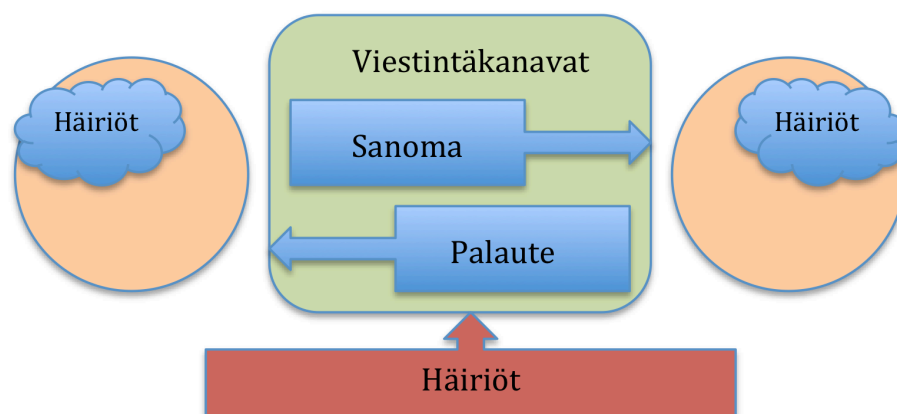 Viestintäkanavat
Häiriöt
Häiriöt
Sanoma
Palaute
Häiriöt